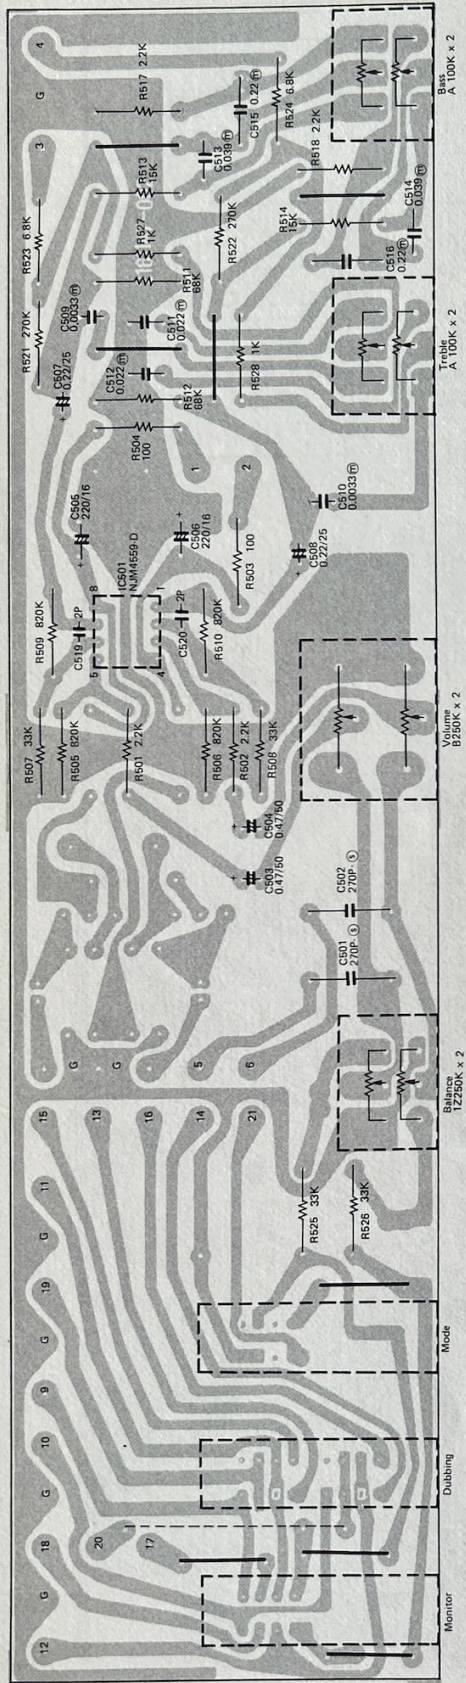 4
G
3
R517 2.2K
C515 0.22 ⓜ
R524 6.8K
R518 2.2K
Bass
A 100K x 2
C513
0.039 ⓜ
R513
15K
R527
1K
R511
68K
R523 6.8K
R522 270K
R514
15K
C514
0.039 ⓜ
C516
0.22 ⓜ
R521 270K
C509
0.0033 ⓜ
C511
0.022 ⓜ
C507
0.22/25
+
C512
0.022 ⓜ
R512
68K
R528 1K
Treble
A 100K x 2
R504
100
1
2
C505
220/16
+
C506
220/16
+
R503 100
C510
0.0033 ⓜ
C508
0.22/25
+
IC501
NJM4559-D
8
1
5
4
R509 820K
C519 2P
C520 2P
R510 820K
R507 33K
R505 820K
R501 2.2K
R506 820K
R502 2.2K
R508 33K
Volume
B250K x 2
C504
0.47/50
+
C503
0.47/50
+
C502
270P-ⓢ
C501
270P-ⓢ
G
G
5
6
Balance
1Z250K x 2
15
13
16
14
21
R525 33K
R526 33K
11
G
19
G
Mode
9
10
G
Dubbing
18
20
17
G
12
Monitor